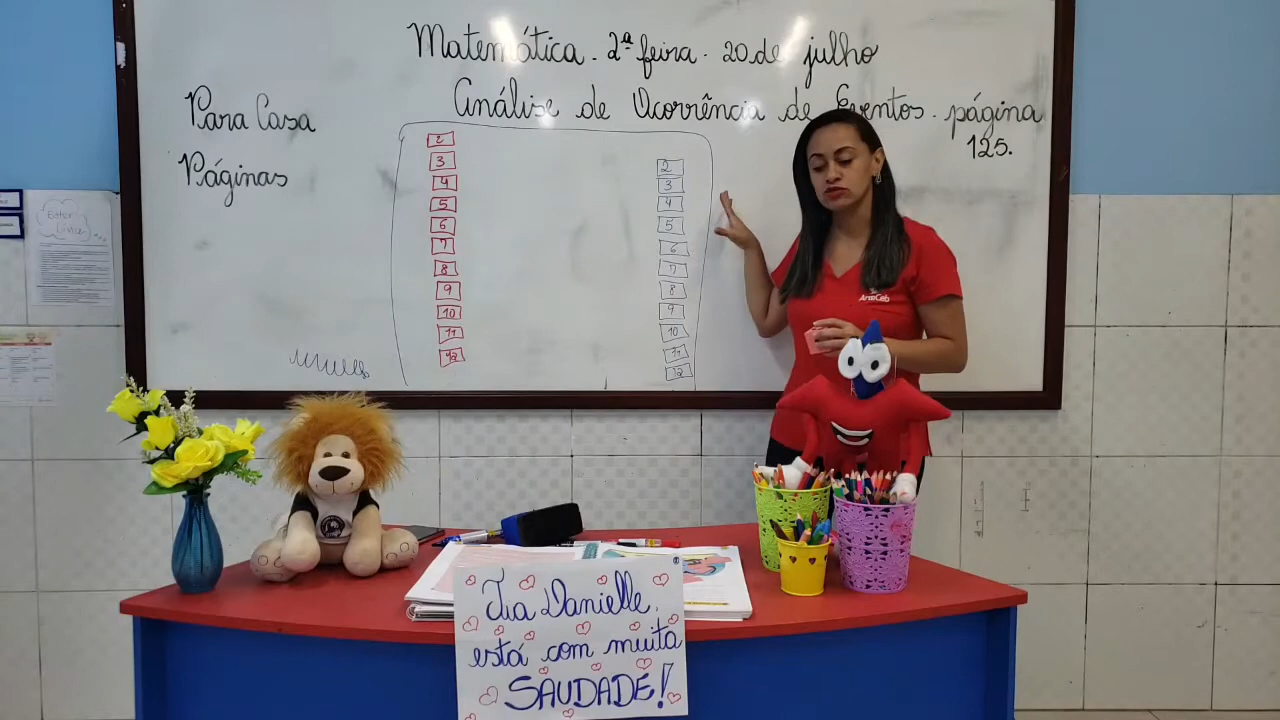 Matemática. 2ª feira. 20 de julho
Análise de Ocorrência de Eventos. página
125.
Para Casa
Páginas
2
3
4
5
6
7
8
9
10
11
12
2
3
4
5
6
7
8
9
10
11
12
ArteCeb
Tia Danielle,
está com muita
SAUDADE!